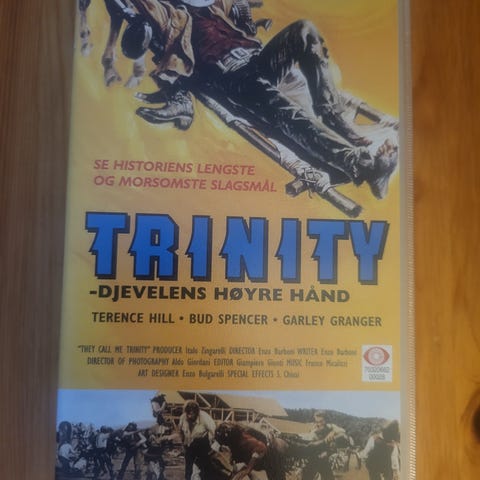 SE HISTORIENS LENGSTE
OG MORSOMSTE SLAGSMÅL
TRINITY
-DJEVELENS HØYRE HÅND
TERENCE HILL • BUD SPENCER • GARLEY GRANGER
"THEY CALL ME TRINITY" PRODUCER Italo Zingarelli DIRECTOR Enzo Barboni WRITER Enzo Barboni
DIRECTOR OF PHOTOGRAPHY Aldo Giordani EDITOR Giampiero Giunti MUSIC Franco Micalizzi
ART DESIGNER Enzo Bulgarelli SPECIAL EFFECTS S. Chiusi